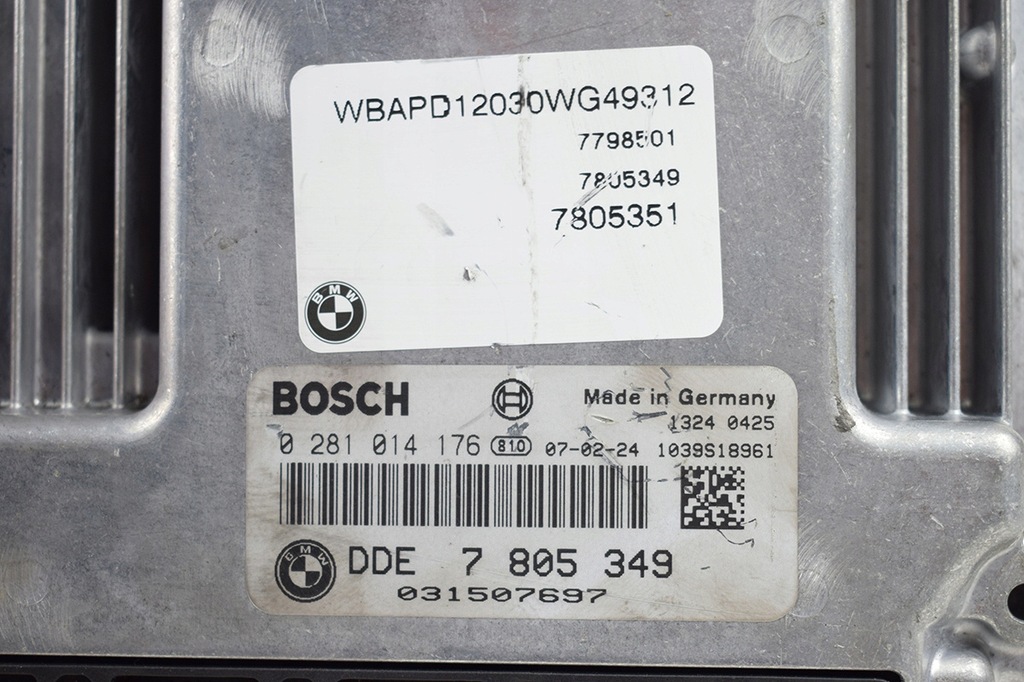 WBAPD12030WG49312
7798501
7805349
7805351
BMW
BOSCH
Made in Germany
1324 0425
0 281 014 176 810 07-02-24 1039S18961
BMW
DDE 7 805 349
031507697